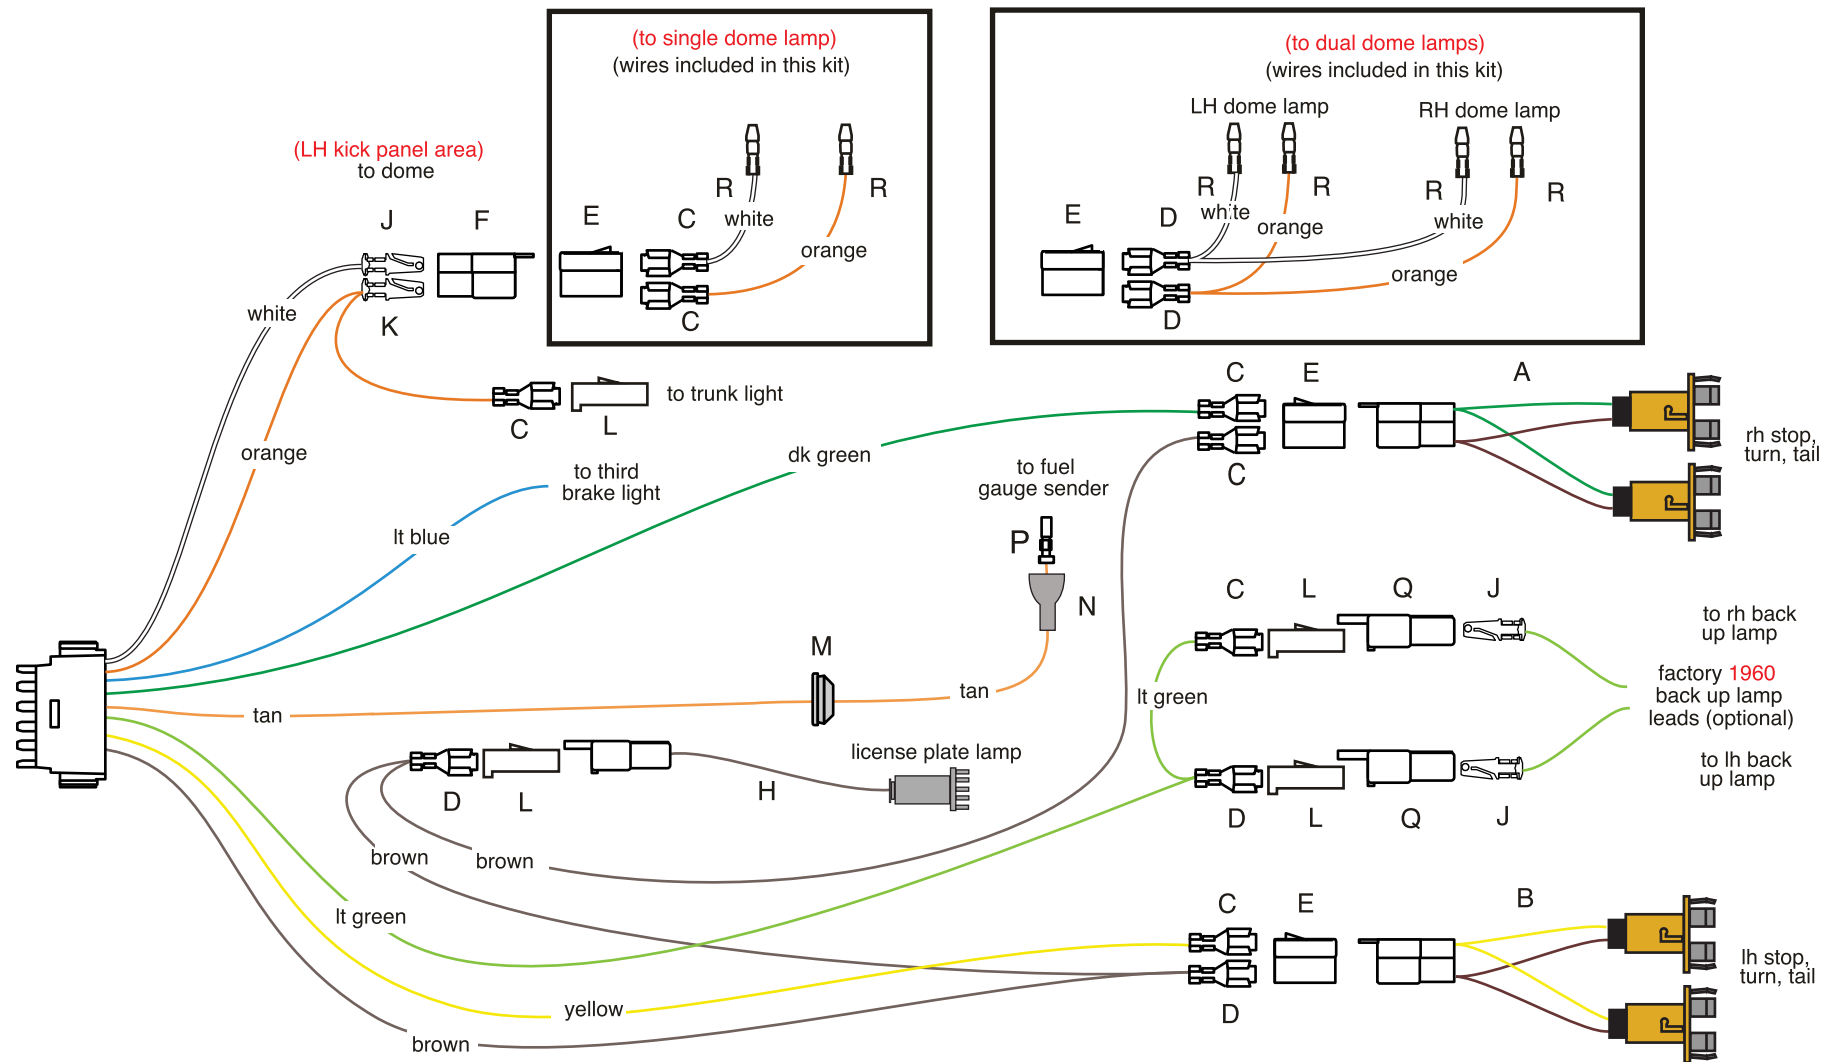 (to single dome lamp)
(wires included in this kit)
R
R
white
orange
E
C
C
(to dual dome lamps)
(wires included in this kit)
LH dome lamp
RH dome lamp
R
R
R
R
white
orange
white
orange
E
D
D
(LH kick panel area)
to dome
J
F
K
white
orange
C
L
to trunk light
to third
brake light
lt blue
dk green
to fuel
gauge sender
P
N
M
tan
tan
C
E
A
C
rh stop,
turn, tail
C
L
Q
J
to rh back
up lamp
lt green
factory 1960
back up lamp
leads (optional)
to lh back
up lamp
D
L
Q
J
license plate lamp
D
L
H
brown
brown
lt green
yellow
brown
C
E
B
D
lh stop,
turn, tail